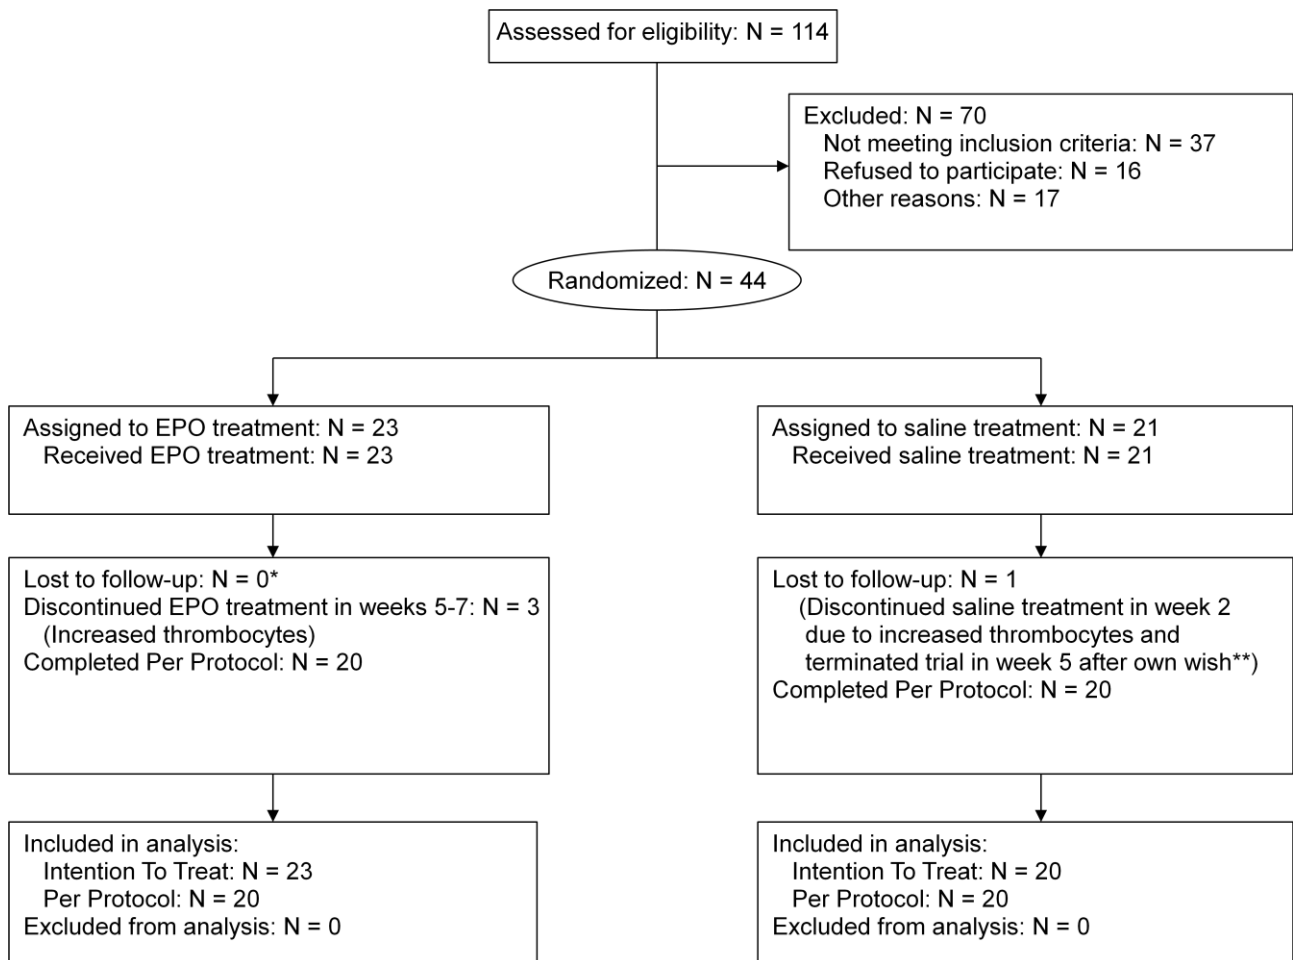 Assessed for eligibility: N = 114
Excluded: N = 70
Not meeting inclusion criteria: N = 37
Refused to participate: N = 16
Other reasons: N = 17
Randomized: N = 44
Assigned to EPO treatment: N = 23
Received EPO treatment: N = 23
Assigned to saline treatment: N = 21
Received saline treatment: N = 21
Lost to follow-up: N = 0*
Discontinued EPO treatment in weeks 5-7: N = 3
(Increased thrombocytes)
Completed Per Protocol: N = 20
Lost to follow-up: N = 1
(Discontinued saline treatment in week 2
due to increased thrombocytes and
terminated trial in week 5 after own wish**)
Completed Per Protocol: N = 20
Included in analysis:
Intention To Treat: N = 23
Per Protocol: N = 20
Excluded from analysis: N = 0
Included in analysis:
Intention To Treat: N = 20
Per Protocol: N = 20
Excluded from analysis: N = 0